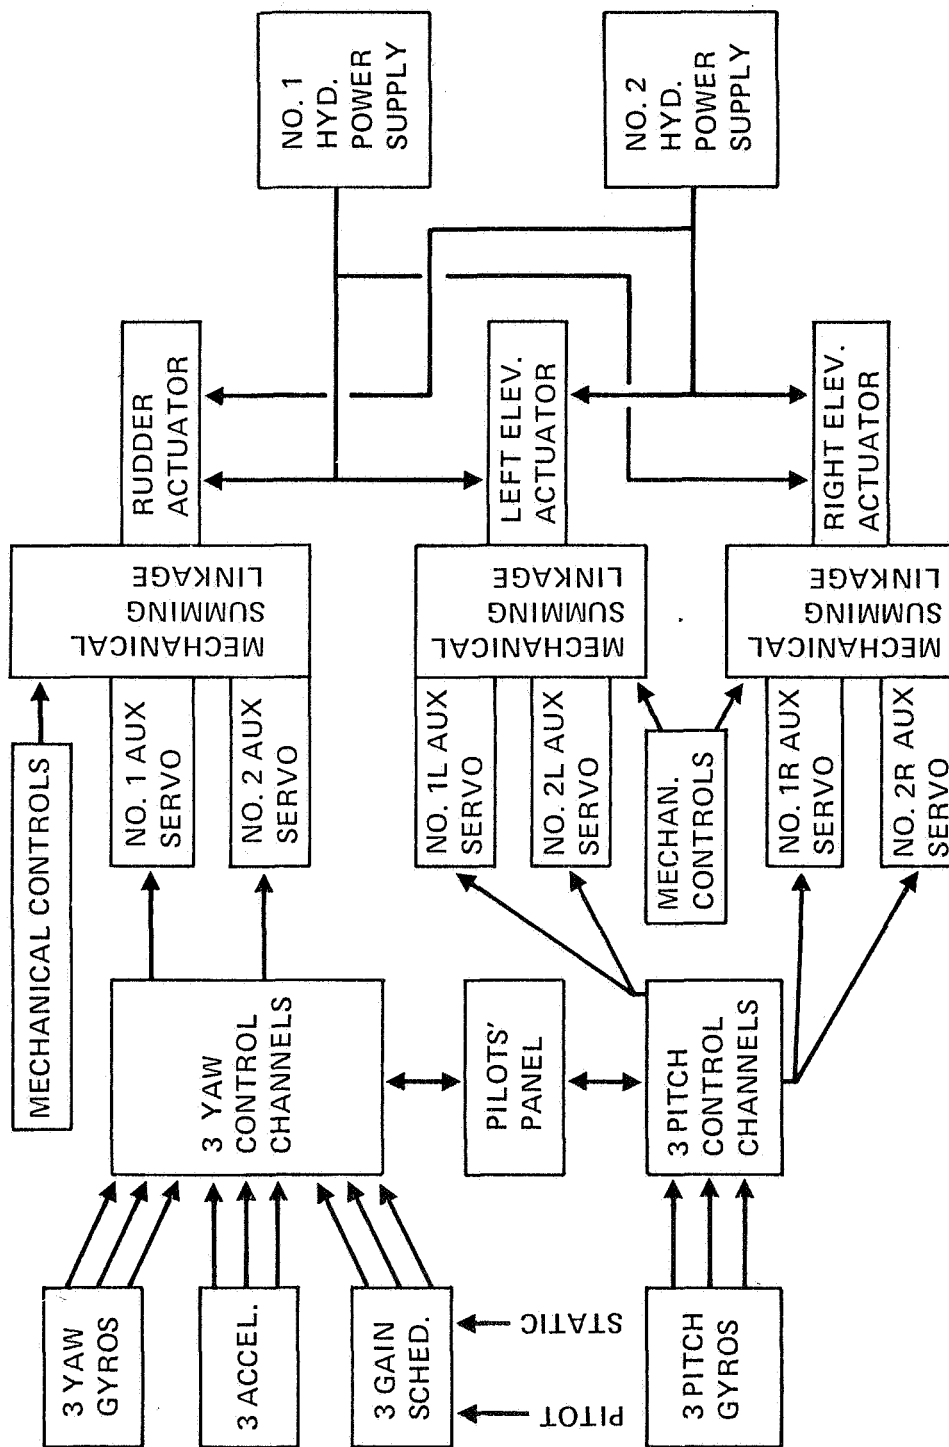 3 YAW
GYROS
3 ACCEL.
3 GAIN
SCHED.
PITOT
STATIC
3 PITCH
GYROS
MECHANICAL CONTROLS
3 YAW
CONTROL
CHANNELS
PILOTS'
PANEL
3 PITCH
CONTROL
CHANNELS
NO. 1 AUX
SERVO
NO. 2 AUX
SERVO
NO. 1L AUX
SERVO
NO. 2L AUX
SERVO
MECHAN.
CONTROLS
NO. 1R AUX
SERVO
NO. 2R AUX
SERVO
MECHANICAL
SUMMING
LINKAGE
MECHANICAL
SUMMING
LINKAGE
MECHANICAL
SUMMING
LINKAGE
RUDDER
ACTUATOR
LEFT ELEV.
ACTUATOR
RIGHT ELEV.
ACTUATOR
NO. 1
HYD.
POWER
SUPPLY
NO. 2
HYD.
POWER
SUPPLY